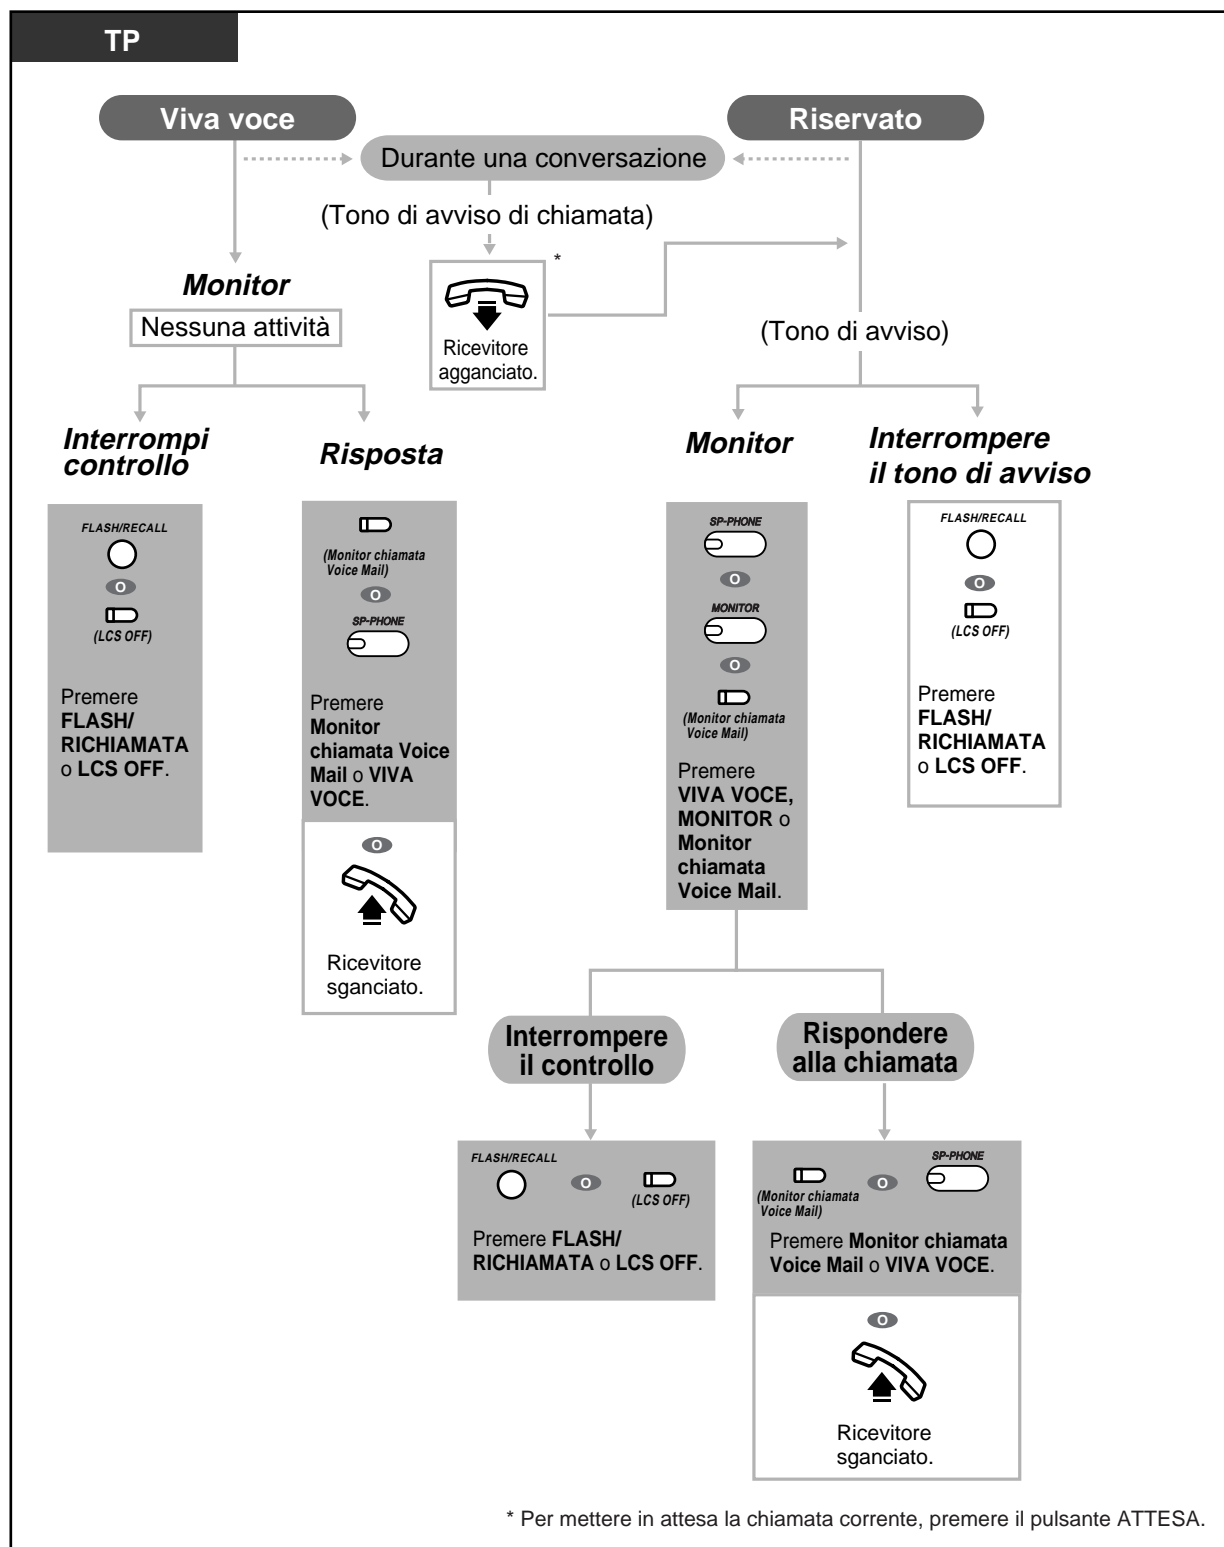 TP
Viva voce
Riservato
Durante una conversazione
(Tono di avviso di chiamata)
*
Ricevitore
agganciato.
Monitor
Nessuna attività
(Tono di avviso)
Interrompi
controllo
FLASH/RECALL
O
(LCS OFF)
Premere
FLASH/
RICHIAMATA
o LCS OFF.
Risposta
(Monitor chiamata
Voice Mail)
O
SP-PHONE
Premere
Monitor
chiamata Voice
Mail o VIVA
VOCE.
O
Ricevitore
sganciato.
Monitor
SP-PHONE
O
MONITOR
O
(Monitor chiamata
Voice Mail)
Premere
VIVA VOCE,
MONITOR o
Monitor
chiamata
Voice Mail.
Interrompere
il tono di avviso
FLASH/RECALL
O
(LCS OFF)
Premere
FLASH/
RICHIAMATA
o LCS OFF.
Interrompere
il controllo
FLASH/RECALL
O
(LCS OFF)
Premere FLASH/
RICHIAMATA o LCS OFF.
Rispondere
alla chiamata
(Monitor chiamata
Voice Mail)
O
SP-PHONE
Premere Monitor chiamata
Voice Mail o VIVA VOCE.
O
Ricevitore
sganciato.
* Per mettere in attesa la chiamata corrente, premere il pulsante ATTESA.